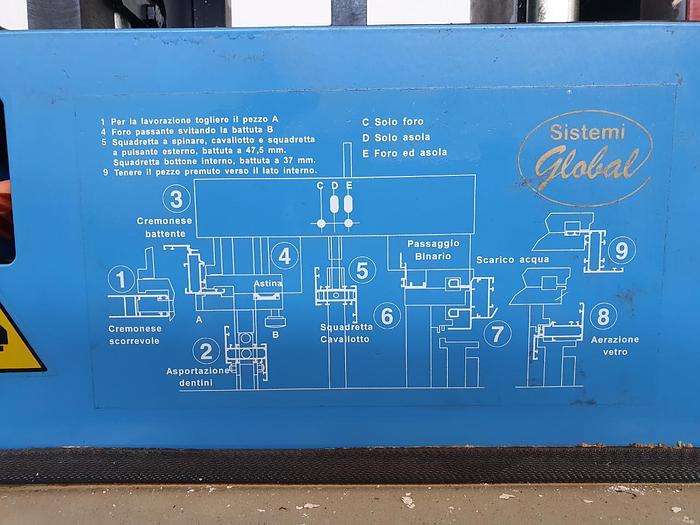 1 Per la lavorazione togliere il pezzo A
4 Foro passante svitando la battuta B
5 Squadretta a spinare, cavallotto e squadretta
a pulsante esterno, battuta a 47,5 mm.
Squadretta bottone interno, battuta a 37 mm.
9 Tenere il pezzo premuto verso il lato interno.
C Solo foro
D Solo asola
E Foro ed asola
Sistemi
Global
C D E
3
Cremonese
battente
1
Cremonese
scorrevole
A
4
Astina
B
2
Asportazione
dentini
5
Squadretta
Cavallotto
Passaggio
Binario
6
Scarico acqua
7
9
8
Aerazione
vetro